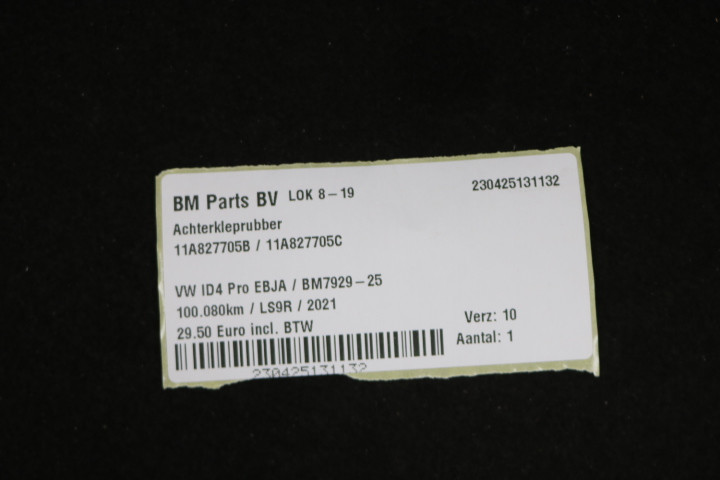 BM Parts BV LOK 8-19 230425131132
Achterkleprubber
11A827705B / 11A827705C
VW ID4 Pro EBJA / BM7929-25
100.080km / LS9R / 2021
29.50 Euro incl. BTW
Verz: 10
Aantal: 1
230425131132